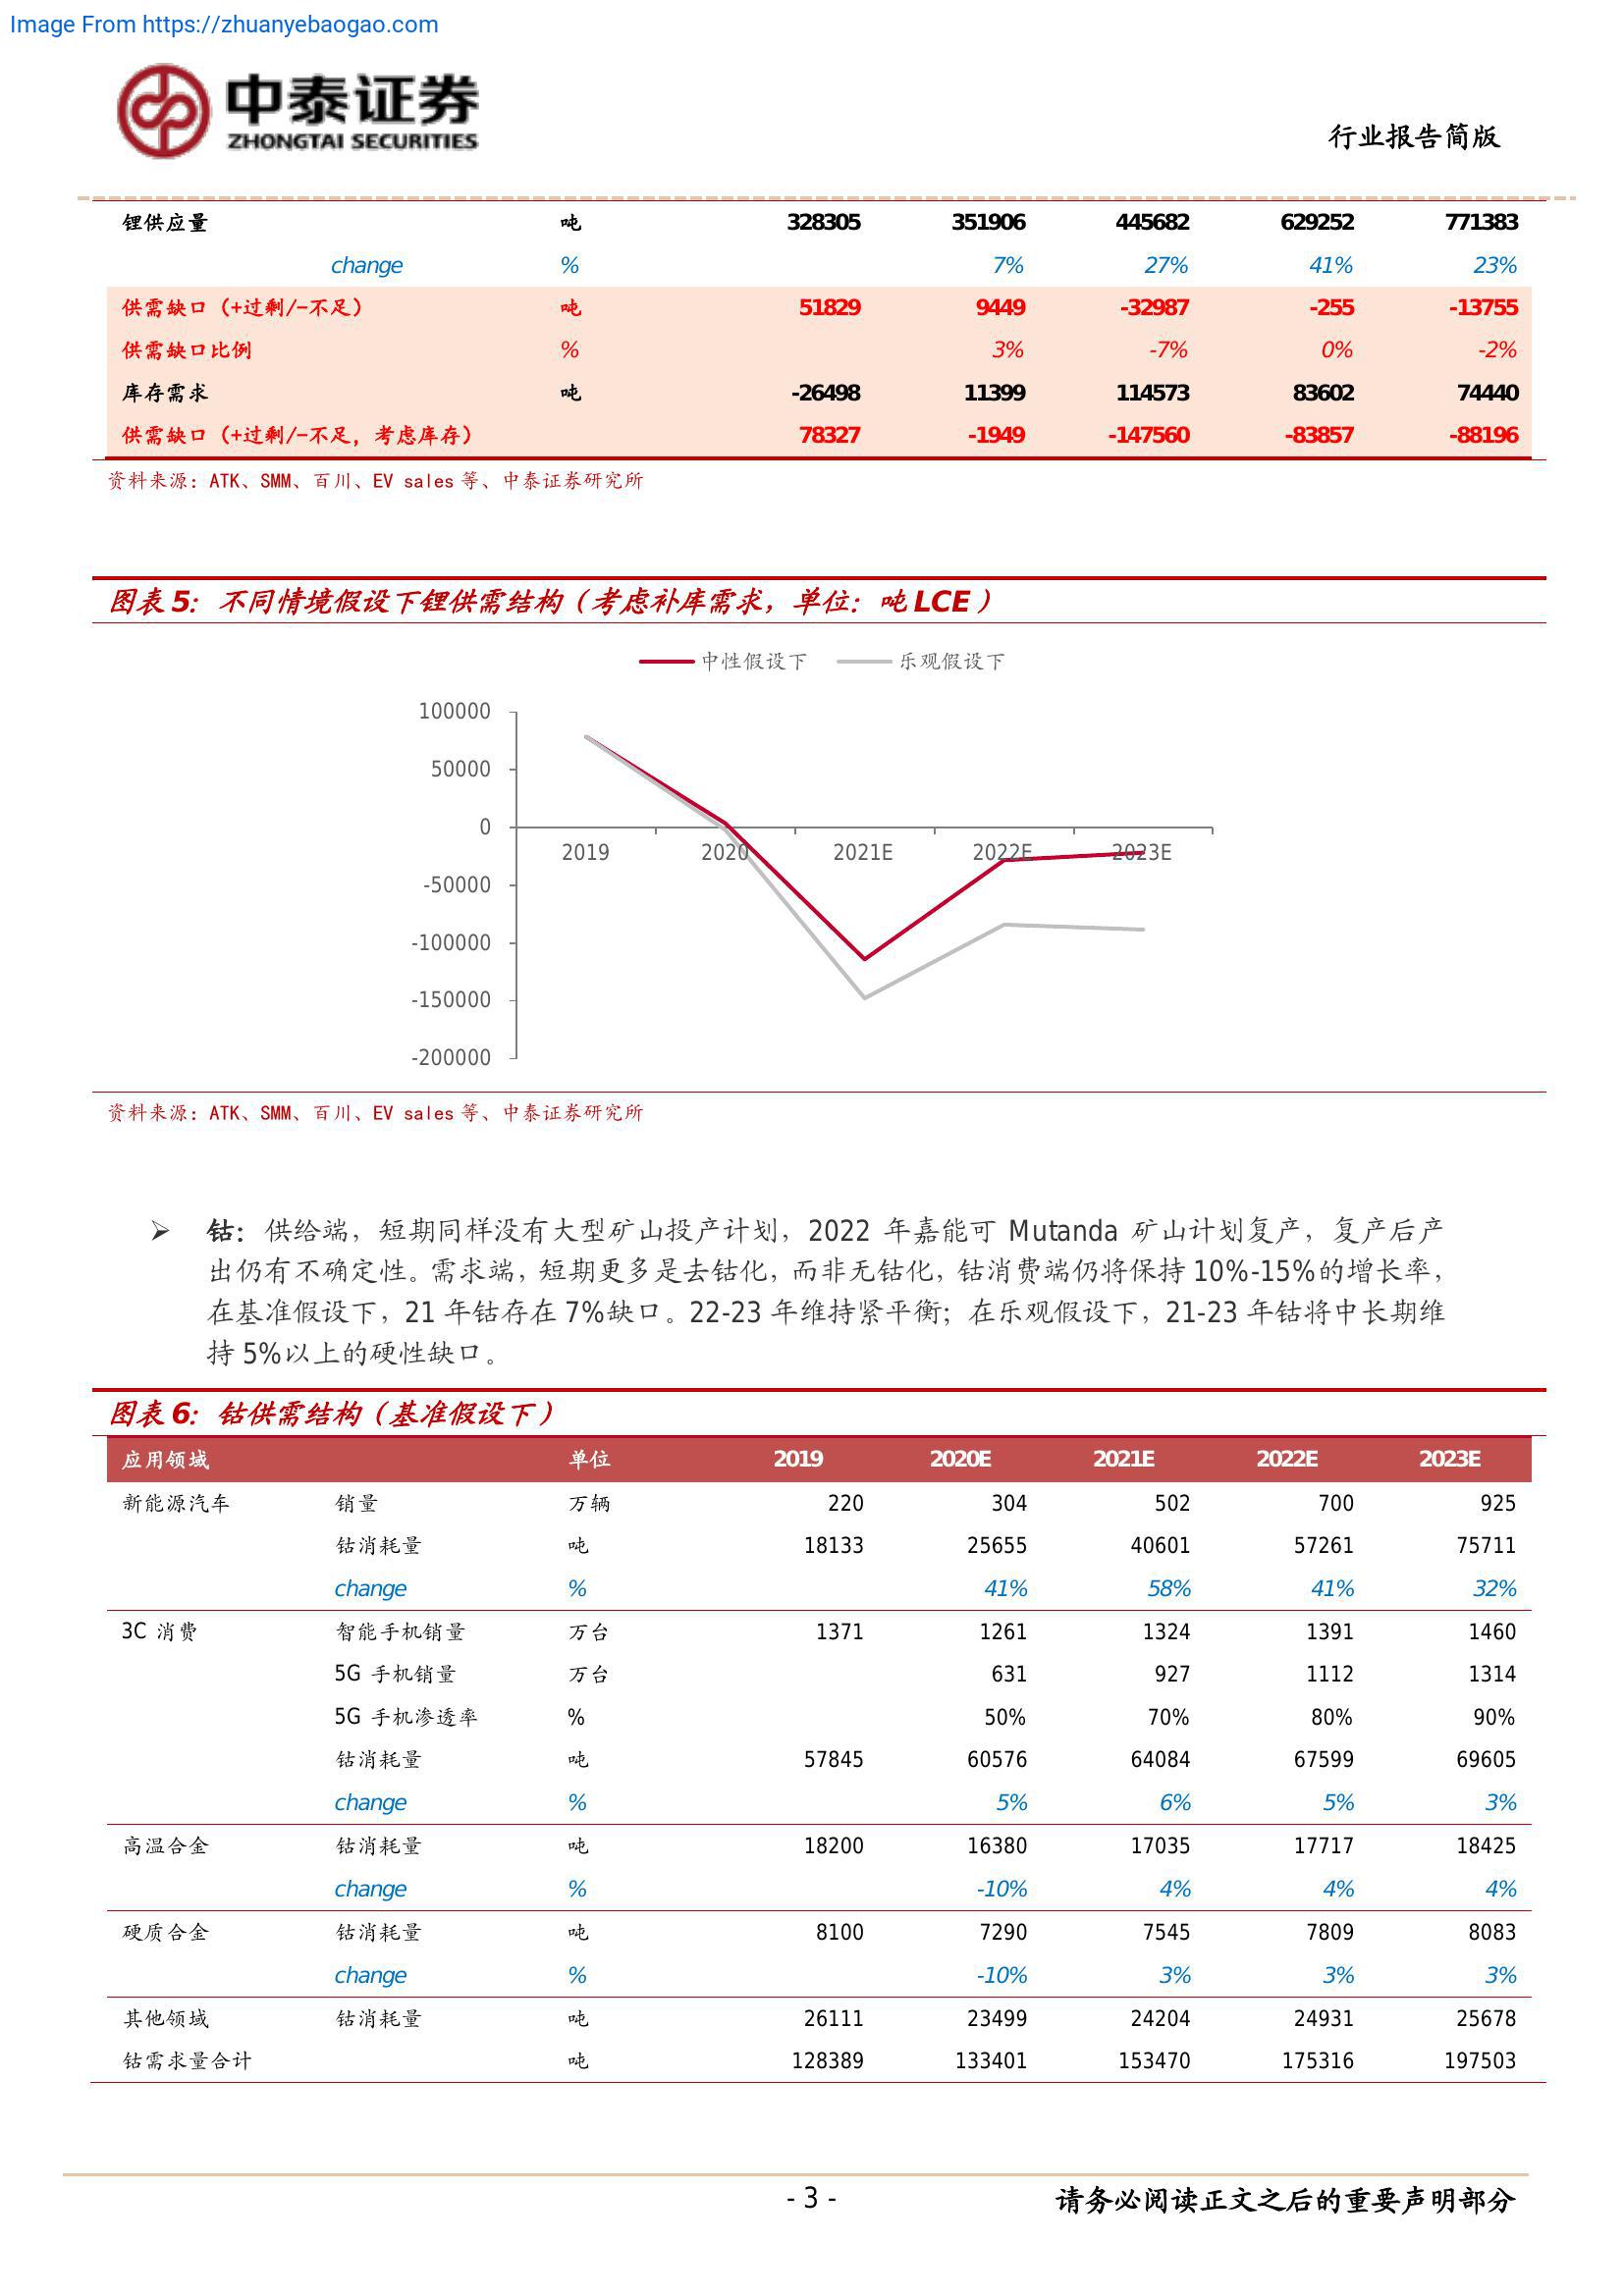 Image From https://zhuanyebaogao.com
中泰证券
ZHONGTAI SECURITIES
行业报告简版
锂供应量 吨 328305 351906 445682 629252 771383
change % 7% 27% 41% 23%
供需缺口（+过剩/-不足） 吨 51829 9449 -32987 -255 -13755
供需缺口比例 % 3% -7% 0% -2%
库存需求 吨 -26498 11399 114573 83602 74440
供需缺口（+过剩/-不足，考虑库存） 78327 -1949 -147560 -83857 -88196
资料来源：ATK、SMM、百川、EV sales 等、中泰证券研究所
图表 5：不同情境假设下锂供需结构（考虑补库需求，单位：吨 LCE）
中性假设下 乐观假设下
100000
50000
0
2019 2020 2021E 2022E 2023E
-50000
-100000
-150000
-200000
资料来源：ATK、SMM、百川、EV sales 等、中泰证券研究所
➢ 钴：供给端，短期同样没有大型矿山投产计划，2022 年嘉能可 Mutanda 矿山计划复产，复产后产
出仍有不确定性。需求端，短期更多是去钴化，而非无钴化，钴消费端仍将保持 10%-15%的增长率，
在基准假设下，21 年钴存在 7%缺口。22-23 年维持紧平衡；在乐观假设下，21-23 年钴将中长期维
持 5%以上的硬性缺口。
图表 6：钴供需结构（基准假设下）
应用领域 单位 2019 2020E 2021E 2022E 2023E
新能源汽车 销量 万辆 220 304 502 700 925
钴消耗量 吨 18133 25655 40601 57261 75711
change % 41% 58% 41% 32%
3C 消费 智能手机销量 万台 1371 1261 1324 1391 1460
5G 手机销量 万台 631 927 1112 1314
5G 手机渗透率 % 50% 70% 80% 90%
钴消耗量 吨 57845 60576 64084 67599 69605
change % 5% 6% 5% 3%
高温合金 钴消耗量 吨 18200 16380 17035 17717 18425
change % -10% 4% 4% 4%
硬质合金 钴消耗量 吨 8100 7290 7545 7809 8083
change % -10% 3% 3% 3%
其他领域 钴消耗量 吨 26111 23499 24204 24931 25678
钴需求量合计 吨 128389 133401 153470 175316 197503
- 3 -
请务必阅读正文之后的重要声明部分